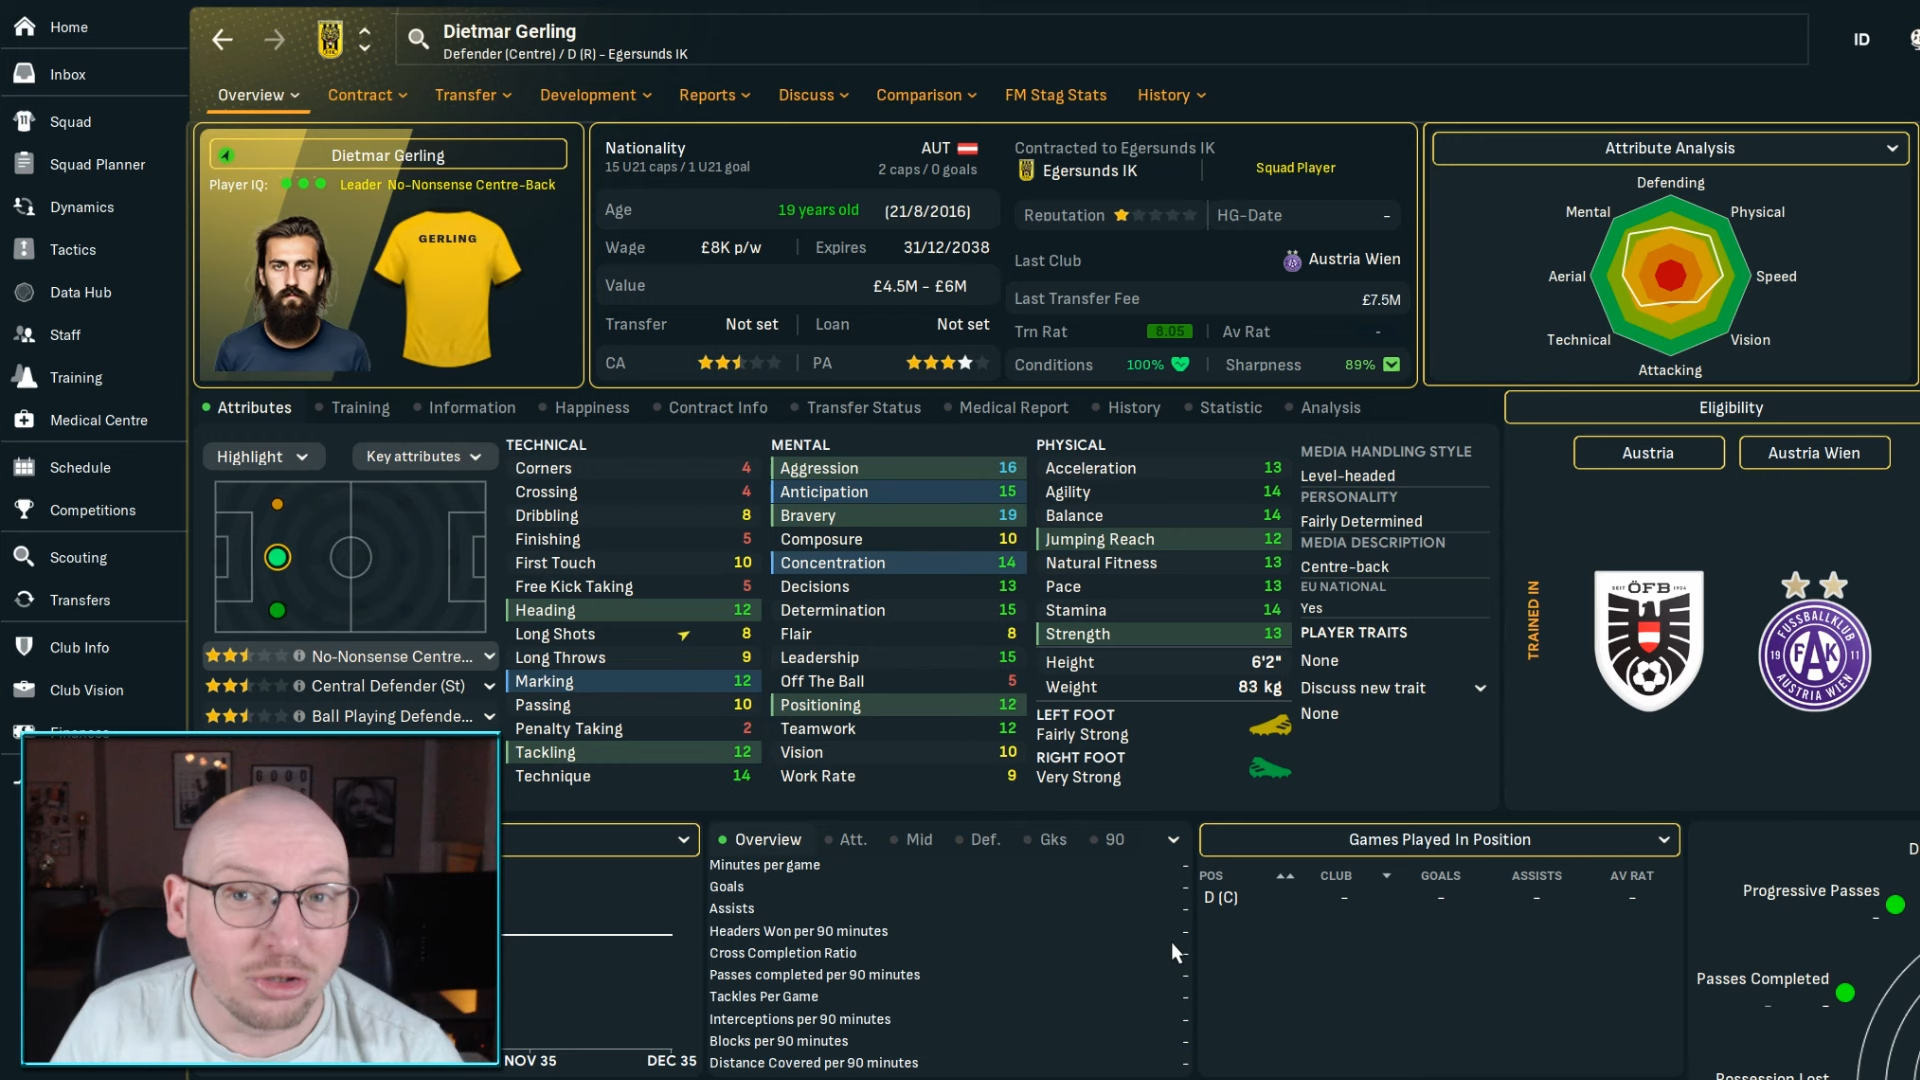 Home
Inbox
Squad
Squad Planner
Dynamics
Tactics
Data Hub
Staff
Training
Medical Centre
Schedule
Competitions
Scouting
Transfers
Club Info
Club Vision
Finances
Dietmar Gerling
Defender (Centre) / D (R) - Egersunds IK
ID
Overview Contract Transfer Development Reports Discuss Comparison FM Stag Stats History
Dietmar Gerling
Player IQ: Leader No-Nonsense Centre-Back
GERLING
Nationality AUT
15 U21 caps / 1 U21 goal 2 caps / 0 goals
Age 19 years old (21/8/2016)
Wage £8K p/w Expires 31/12/2038
Value £4.5M - £6M
Transfer Not set Loan Not set
CA PA
Contracted to Egersunds IK
Egersunds IK Squad Player
Reputation HG-Date -
Last Club Austria Wien
Last Transfer Fee £7.5M
Trn Rat 8.05 Av Rat -
Conditions 100% Sharpness 89%
Attribute Analysis
Defending
Mental Physical
Aerial Speed
Technical Vision
Attacking
Attributes Training Information Happiness Contract Info Transfer Status Medical Report History Statistic Analysis
Highlight Key attributes
No-Nonsense Centre...
Central Defender (St)
Ball Playing Defende...
TECHNICAL
Corners 4
Crossing 4
Dribbling 8
Finishing 5
First Touch 10
Free Kick Taking 5
Heading 12
Long Shots 8
Long Throws 9
Marking 12
Passing 10
Penalty Taking 2
Tackling 12
Technique 14
MENTAL
Aggression 16
Anticipation 15
Bravery 19
Composure 10
Concentration 14
Decisions 13
Determination 15
Flair 8
Leadership 15
Off The Ball 5
Positioning 12
Teamwork 12
Vision 10
Work Rate 9
PHYSICAL
Acceleration 13
Agility 14
Balance 14
Jumping Reach 12
Natural Fitness 13
Pace 13
Stamina 14
Strength 13
Height 6'2"
Weight 83 kg
LEFT FOOT
Fairly Strong
RIGHT FOOT
Very Strong
MEDIA HANDLING STYLE
Level-headed
PERSONALITY
Fairly Determined
MEDIA DESCRIPTION
Centre-back
EU NATIONAL
Yes
PLAYER TRAITS
None
Discuss new trait
None
Eligibility
Austria Austria Wien
TRAINED IN
SEIT ÖFB 1904
FUSSBALLKLUB
19 FAK 11
AUSTRIA WIEN
NOV 35 DEC 35
Overview Att. Mid Def. Gks 90
Minutes per game -
Goals -
Assists -
Headers Won per 90 minutes -
Cross Completion Ratio -
Passes completed per 90 minutes -
Tackles Per Game -
Interceptions per 90 minutes -
Blocks per 90 minutes -
Distance Covered per 90 minutes -
Games Played In Position
POS CLUB GOALS ASSISTS AV RAT
D (C) - - - -
D
Progressive Passes
-
Passes Completed
- -
Possession Lost